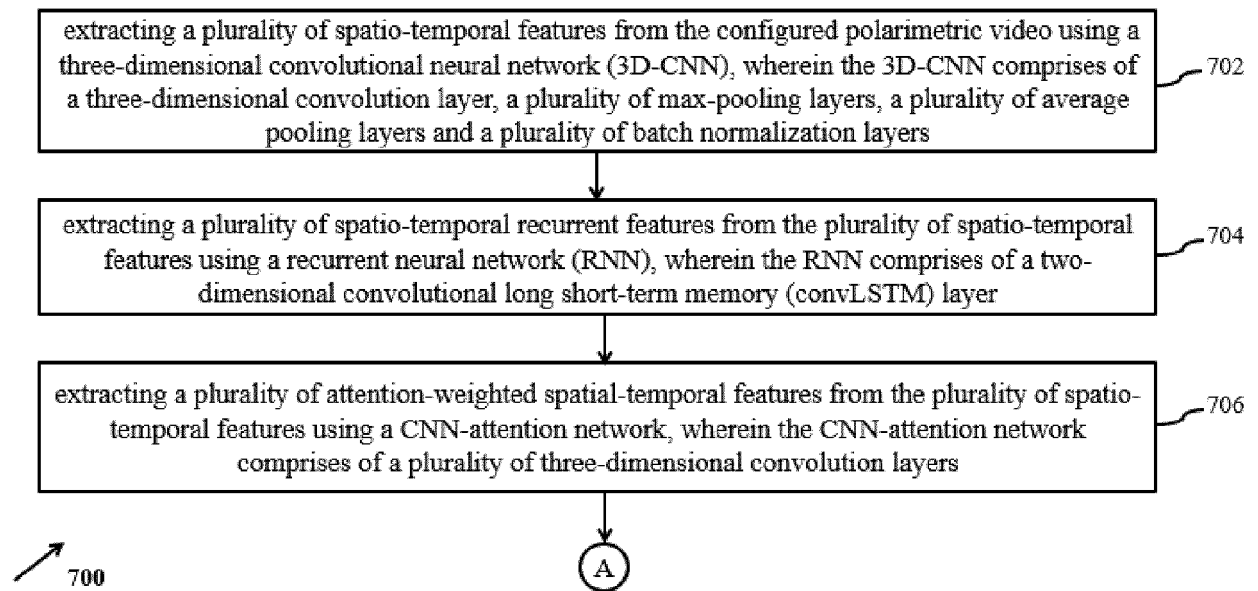 extracting a plurality of spatio-temporal features from the configured polarimetric video using a
three-dimensional convolutional neural network (3D-CNN), wherein the 3D-CNN comprises of
a three-dimensional convolution layer, a plurality of max-pooling layers, a plurality of average
pooling layers and a plurality of batch normalization layers
702
extracting a plurality of spatio-temporal recurrent features from the plurality of spatio-temporal
features using a recurrent neural network (RNN), wherein the RNN comprises of a two-
dimensional convolutional long short-term memory (convLSTM) layer
704
extracting a plurality of attention-weighted spatial-temporal features from the plurality of spatio-
temporal features using a CNN-attention network, wherein the CNN-attention network
comprises of a plurality of three-dimensional convolution layers
706
A
700